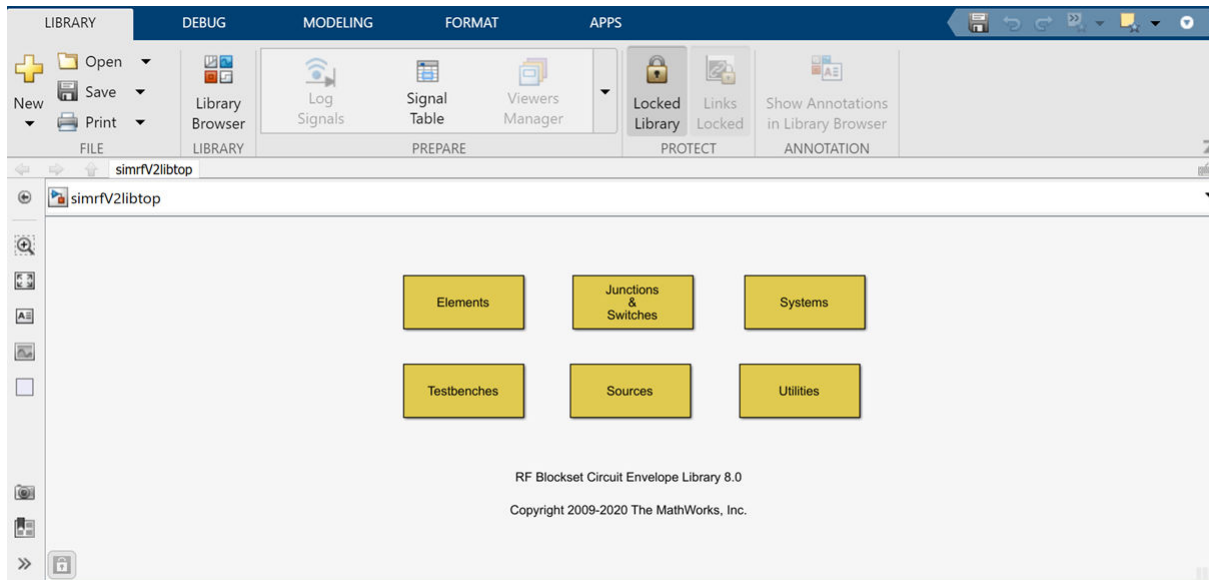 LIBRARY DEBUG MODELING FORMAT APPS
New
Open
Save
Print
FILE
Library
Browser
LIBRARY
Log
Signals
Signal
Table
Viewers
Manager
PREPARE
Locked
Library
Links
Locked
PROTECT
Show Annotations
in Library Browser
ANNOTATION
simrfV2libtop
simrfV2libtop
Elements
Junctions
&
Switches
Systems
Testbenches
Sources
Utilities
RF Blockset Circuit Envelope Library 8.0
Copyright 2009-2020 The MathWorks, Inc.